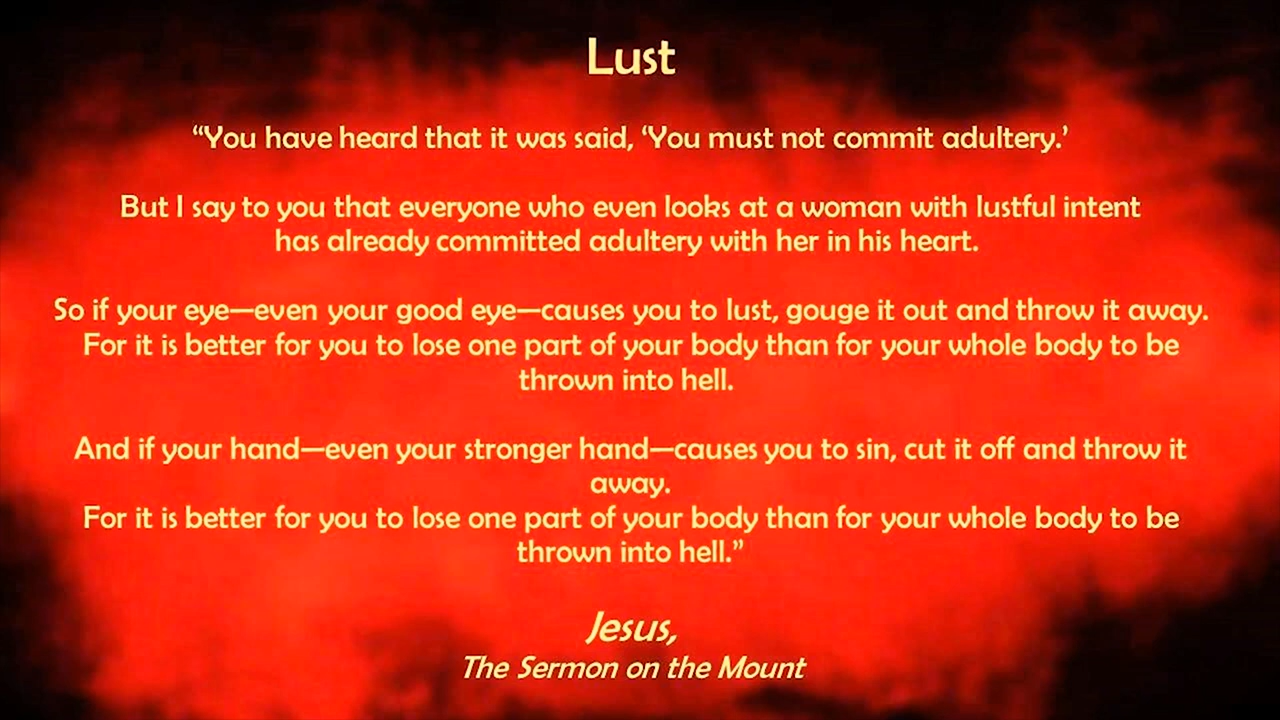 Lust
“You have heard that it was said, ‘You must not commit adultery.’
But I say to you that everyone who even looks at a woman with lustful intent
has already committed adultery with her in his heart.
So if your eye—even your good eye—causes you to lust, gouge it out and throw it away.
For it is better for you to lose one part of your body than for your whole body to be
thrown into hell.
And if your hand—even your stronger hand—causes you to sin, cut it off and throw it
away.
For it is better for you to lose one part of your body than for your whole body to be
thrown into hell.”
Jesus,
The Sermon on the Mount